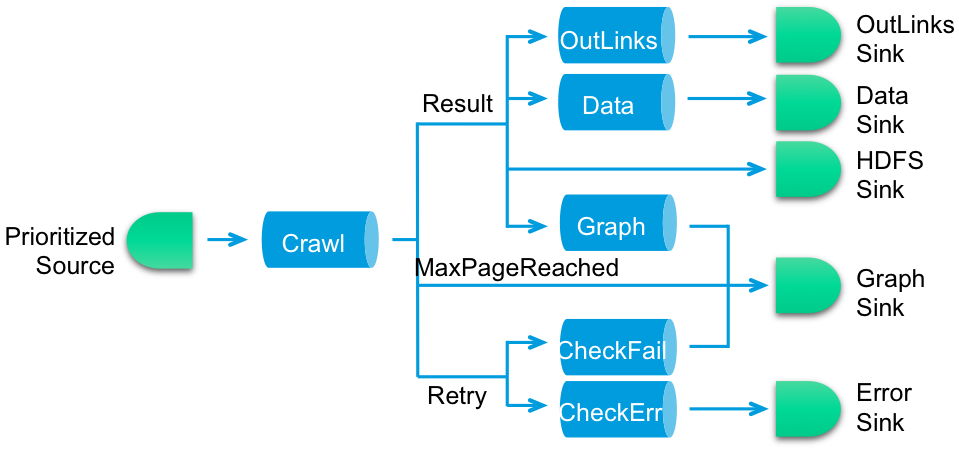 OutLinks
OutLinks
Sink
Result
Data
Data
Sink
HDFS
Sink
Prioritized
Source
Crawl
Graph
MaxPageReached
Graph
Sink
CheckFail
Retry
CheckErr
Error
Sink